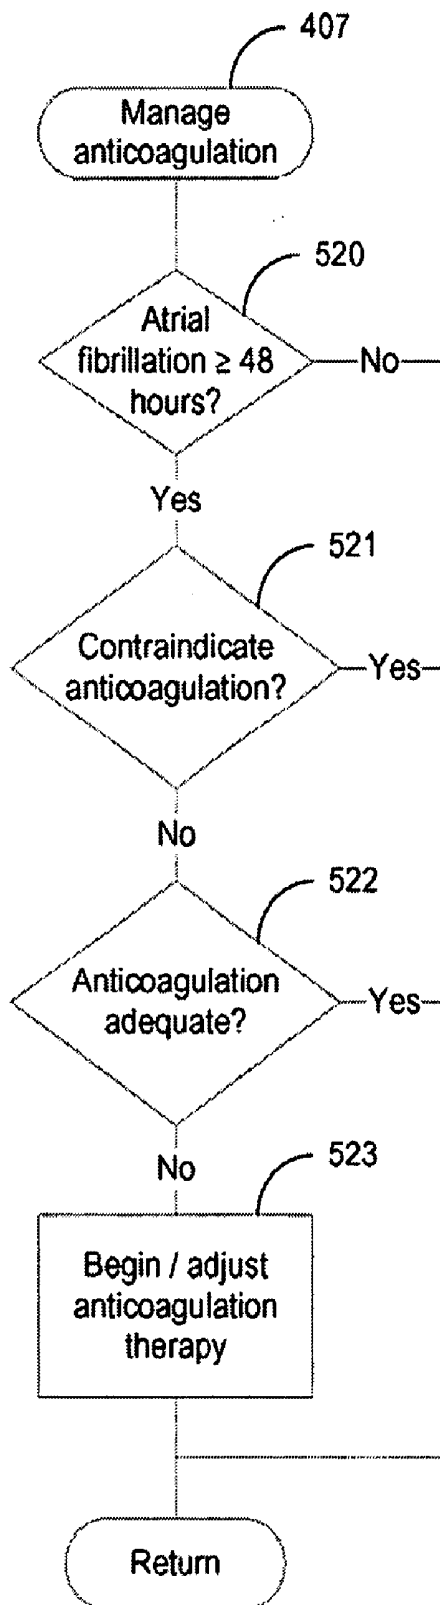 407
Manage
anticoagulation
520
Atrial
fibrillation ≥ 48
hours?
No
Yes
521
Contraindicate
anticoagulation?
Yes
No
522
Anticoagulation
adequate?
Yes
No
523
Begin / adjust
anticoagulation
therapy
Return